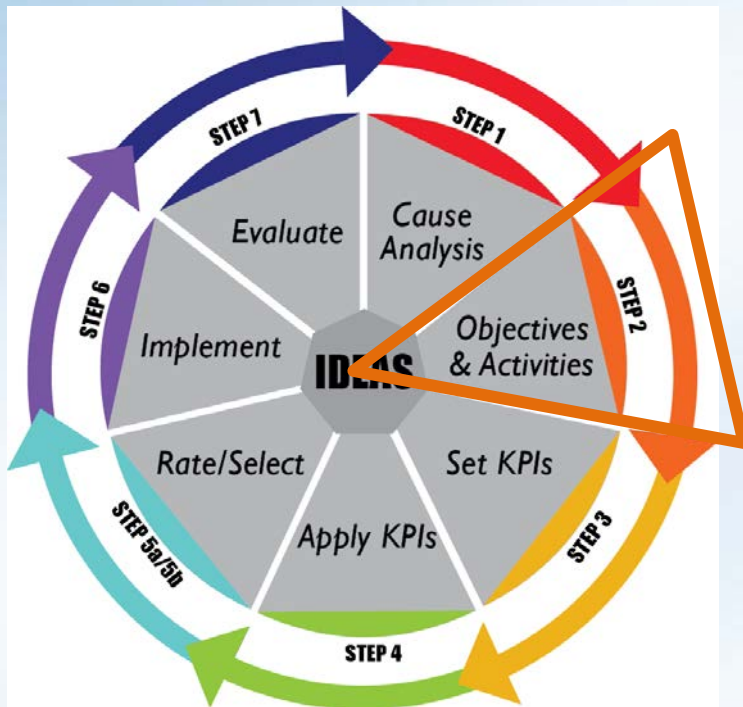 STEP 1
Cause
Analysis
STEP 2
Objectives
& Activities
STEP 3
Set KPIs
STEP 4
Apply KPIs
STEP 5a/5b
Rate/Select
STEP 6
Implement
STEP 7
Evaluate
IDEAS